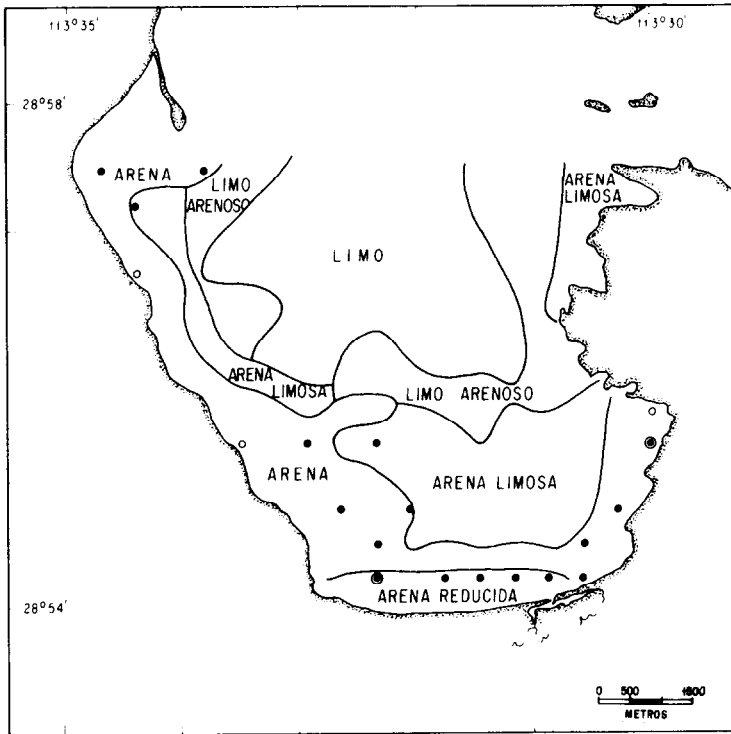 113°35' 113°30'
28°58'
ARENA
LIMO
ARENOSO
ARENA
LIMOSA
LIMO
ARENA
LIMOSA
LIMO ARENOSO
ARENA
ARENA LIMOSA
ARENA REDUCIDA
28°54'
0 500 1600
METROS